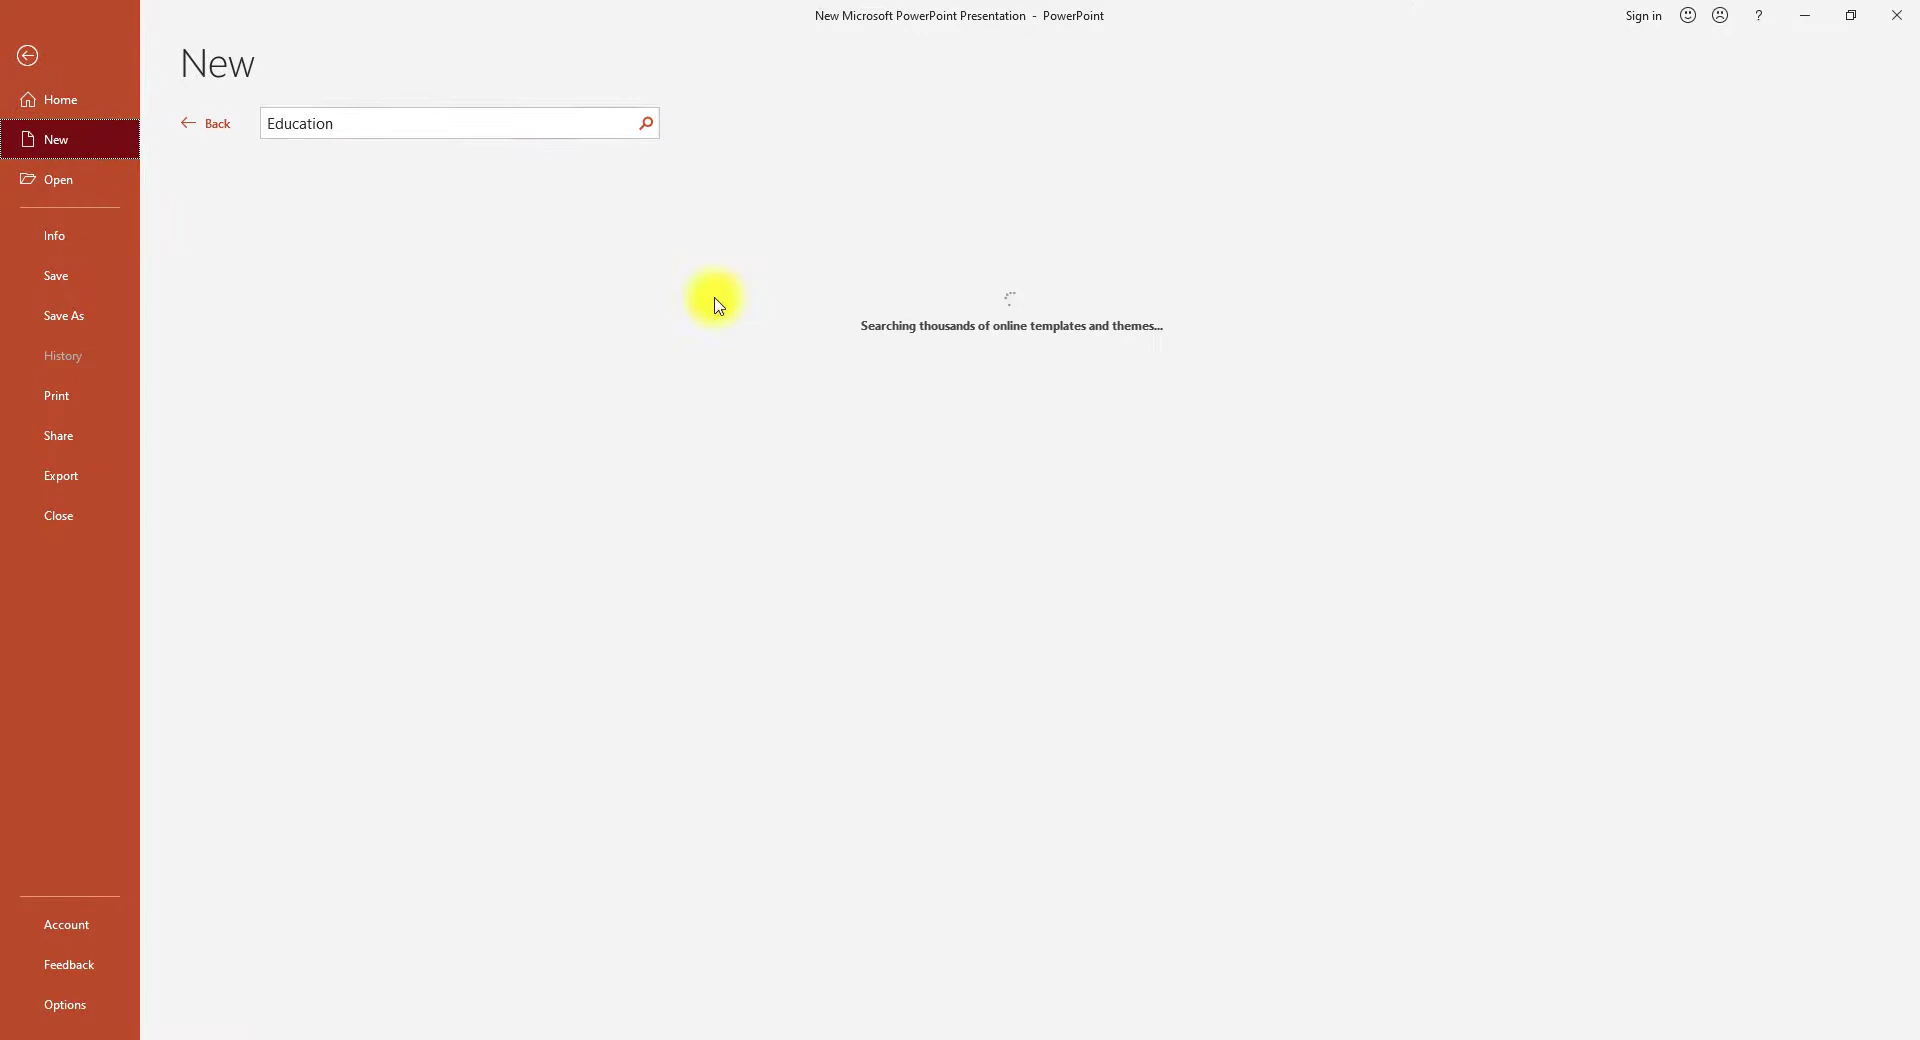 New Microsoft PowerPoint Presentation - PowerPoint
Sign in
?
New
Home
Back
Education
New
Open
Info
Save
Searching thousands of online templates and themes...
Save As
History
Print
Share
Export
Close
Account
Feedback
Options